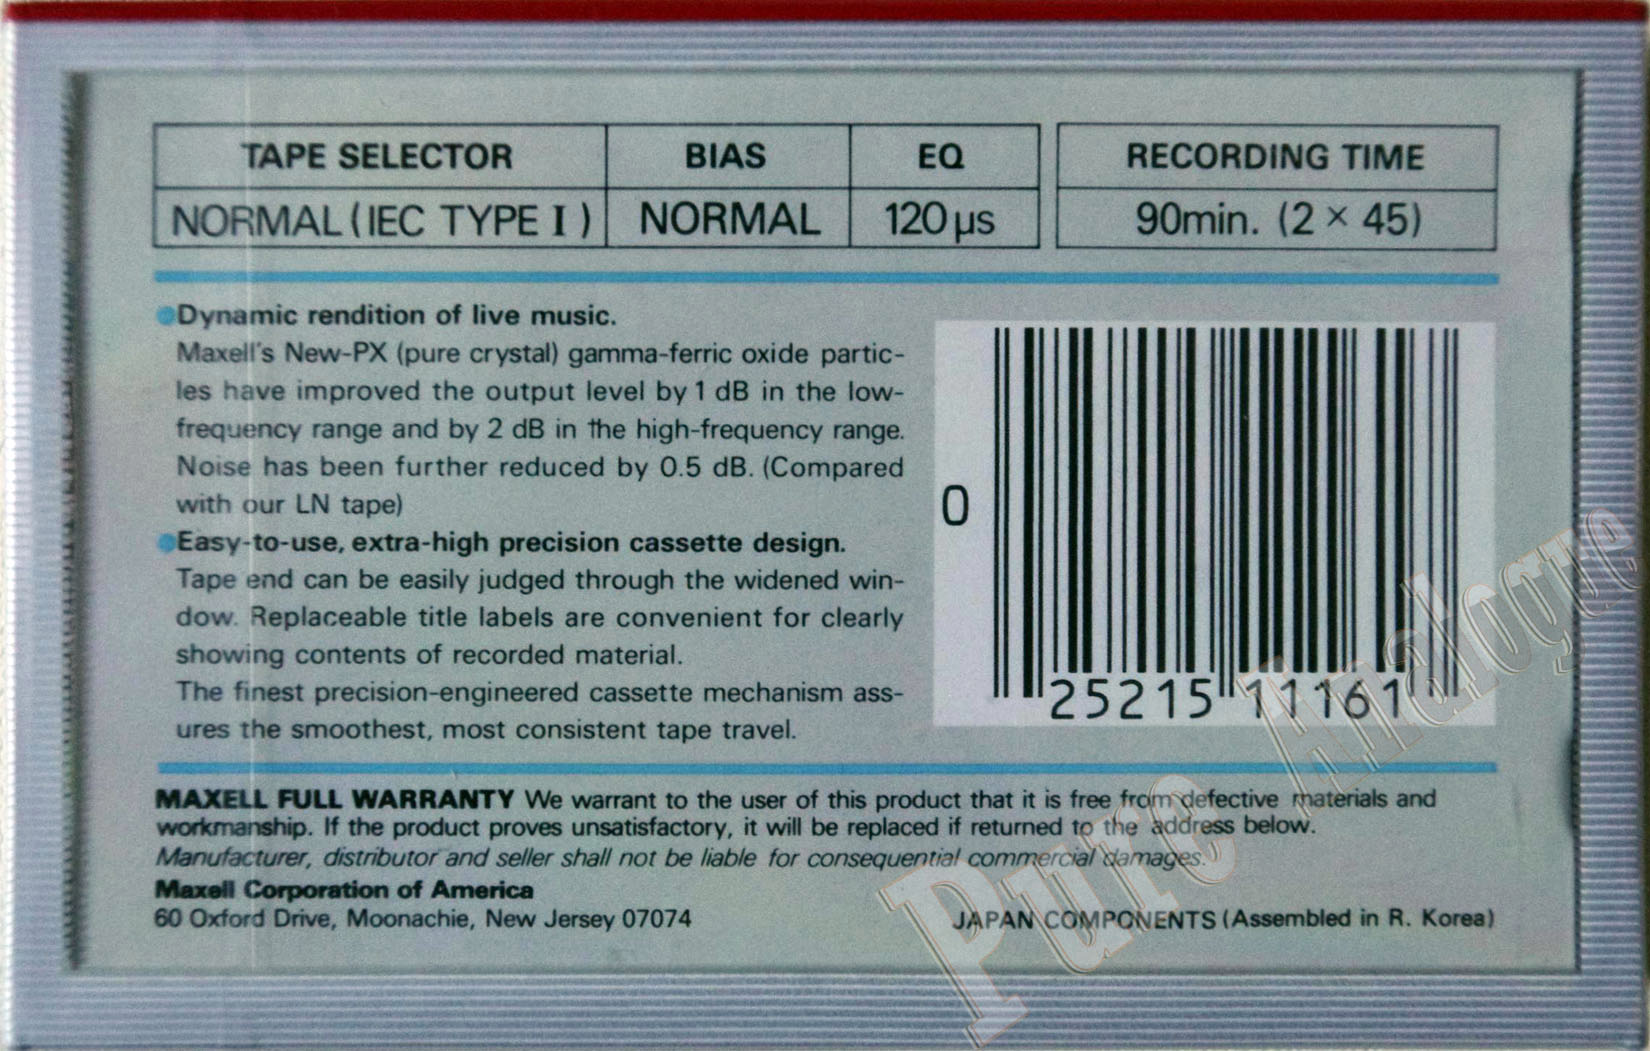 TAPE SELECTOR BIAS EQ RECORDING TIME
NORMAL (IEC TYPE I) NORMAL 120µs 90min. (2 × 45)
Dynamic rendition of live music.
Maxell's New-PX (pure crystal) gamma-ferric oxide partic-
les have improved the output level by 1 dB in the low-
frequency range and by 2 dB in the high-frequency range.
Noise has been further reduced by 0.5 dB. (Compared
with our LN tape)
Easy-to-use, extra-high precision cassette design.
Tape end can be easily judged through the widened win-
dow. Replaceable title labels are convenient for clearly
showing contents of recorded material.
The finest precision-engineered cassette mechanism ass-
ures the smoothest, most consistent tape travel.
0 25215 11161
MAXELL FULL WARRANTY We warrant to the user of this product that it is free from defective materials and
workmanship. If the product proves unsatisfactory, it will be replaced if returned to the address below.
Manufacturer, distributor and seller shall not be liable for consequential commercial damages.
Maxell Corporation of America
60 Oxford Drive, Moonachie, New Jersey 07074
JAPAN COMPONENTS (Assembled in R. Korea)
Pure Analogue